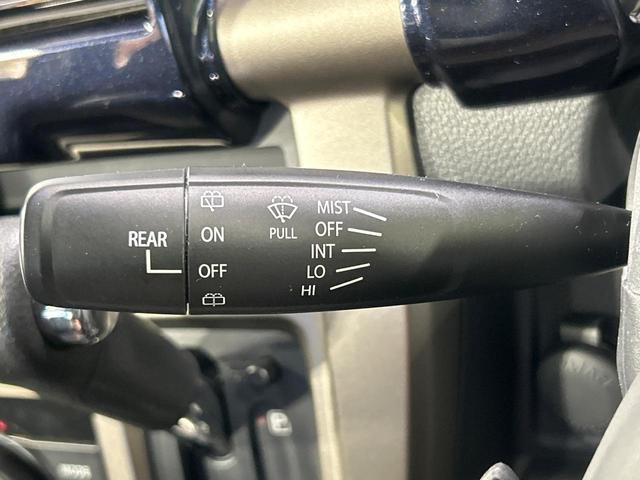 REAR
ON
OFF
PULL
MIST
OFF
INT
LO
HI